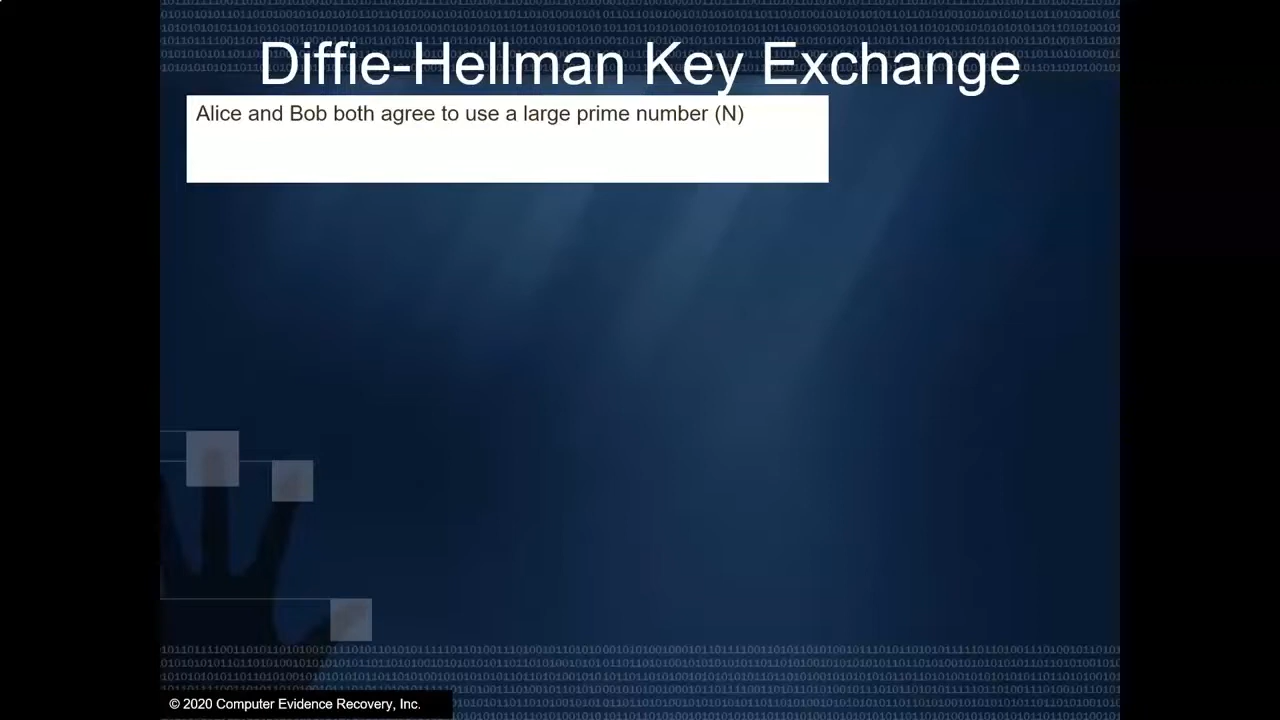 Diffie-Hellman Key Exchange
Alice and Bob both agree to use a large prime number (N)
© 2020 Computer Evidence Recovery, Inc.